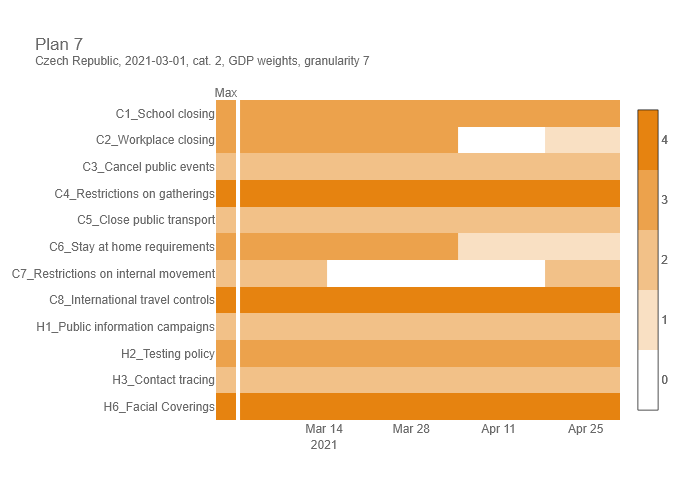 Plan 7
Czech Republic, 2021-03-01, cat. 2, GDP weights, granularity 7
Max
C1_School closing
C2_Workplace closing
C3_Cancel public events
C4_Restrictions on gatherings
C5_Close public transport
C6_Stay at home requirements
C7_Restrictions on internal movement
C8_International travel controls
H1_Public information campaigns
H2_Testing policy
H3_Contact tracing
H6_Facial Coverings
Mar 14
2021
Mar 28
Apr 11
Apr 25
4
3
2
1
0